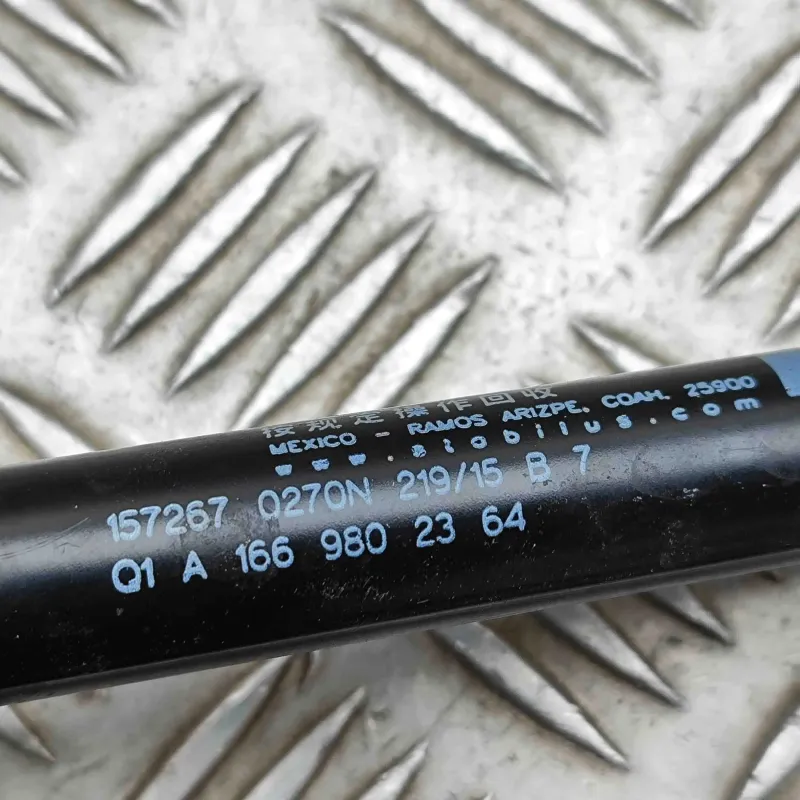 按规定操作回收
MEXICO - RAMOS ARIZPE, COAH. 25900
www.stabilus.com
157267 0270N 219/15 B 7
Q1 A 166 980 23 64